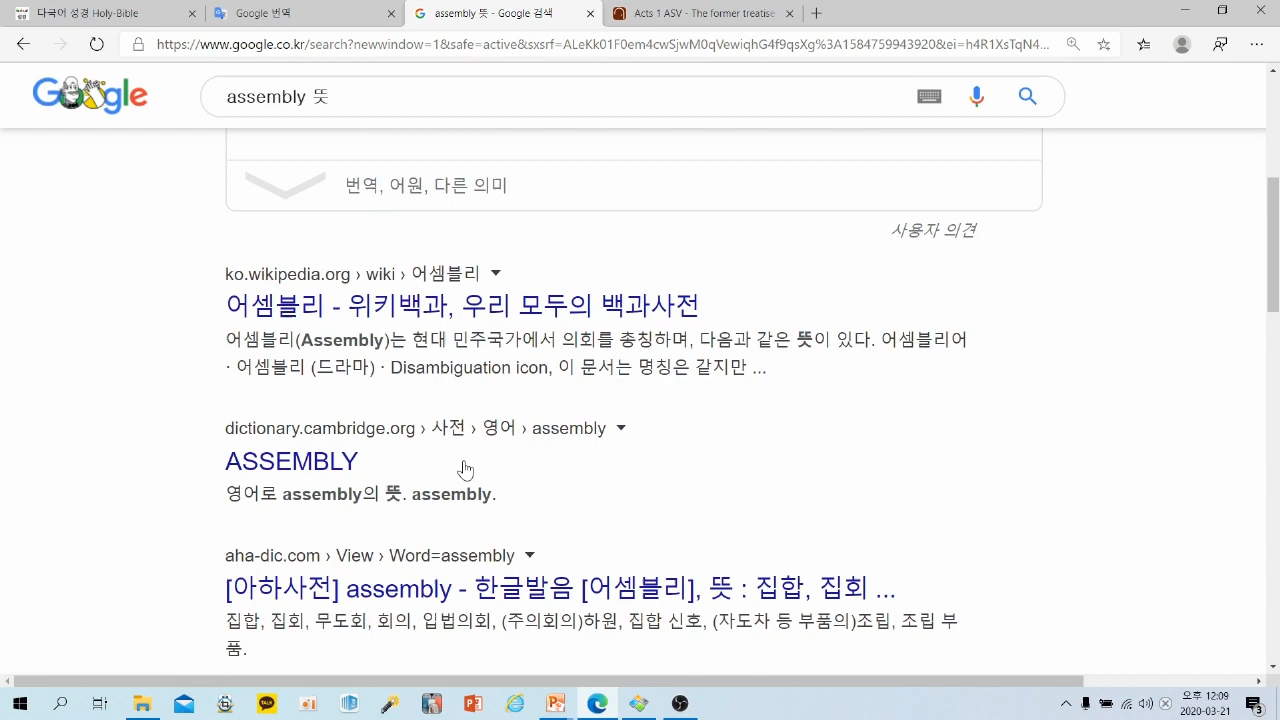 다국어 성경 Holy-Bible
Google 번역
assembly 뜻 - Google 검색
Acts 1 ASV - The former treatise
https://www.google.co.kr/search?newwindow=1&safe=active&sxsrf=ALeKk01F0em4cwSjwM0qVewiqhG4f9qsXg%3A1584759943920&ei=h4R1XsTqN4...
Google
assembly 뜻
번역, 어원, 다른 의미
사용자 의견
ko.wikipedia.org › wiki › 어셈블리
어셈블리 - 위키백과, 우리 모두의 백과사전
어셈블리(Assembly)는 현대 민주국가에서 의회를 총칭하며, 다음과 같은 뜻이 있다. 어셈블리어
· 어셈블리 (드라마) · Disambiguation icon, 이 문서는 명칭은 같지만 ...
dictionary.cambridge.org › 사전 › 영어 › assembly
ASSEMBLY
영어로 assembly의 뜻. assembly.
aha-dic.com › View › Word=assembly
[아하사전] assembly - 한글발음 [어셈블리], 뜻 : 집합, 집회 ...
집합, 집회, 무도회, 회의, 입법의회, (주의회의)하원, 집합 신호, (자도차 등 부품의)조립, 조립 부
품.
TALK
오후 12:09
2020-03-21
3